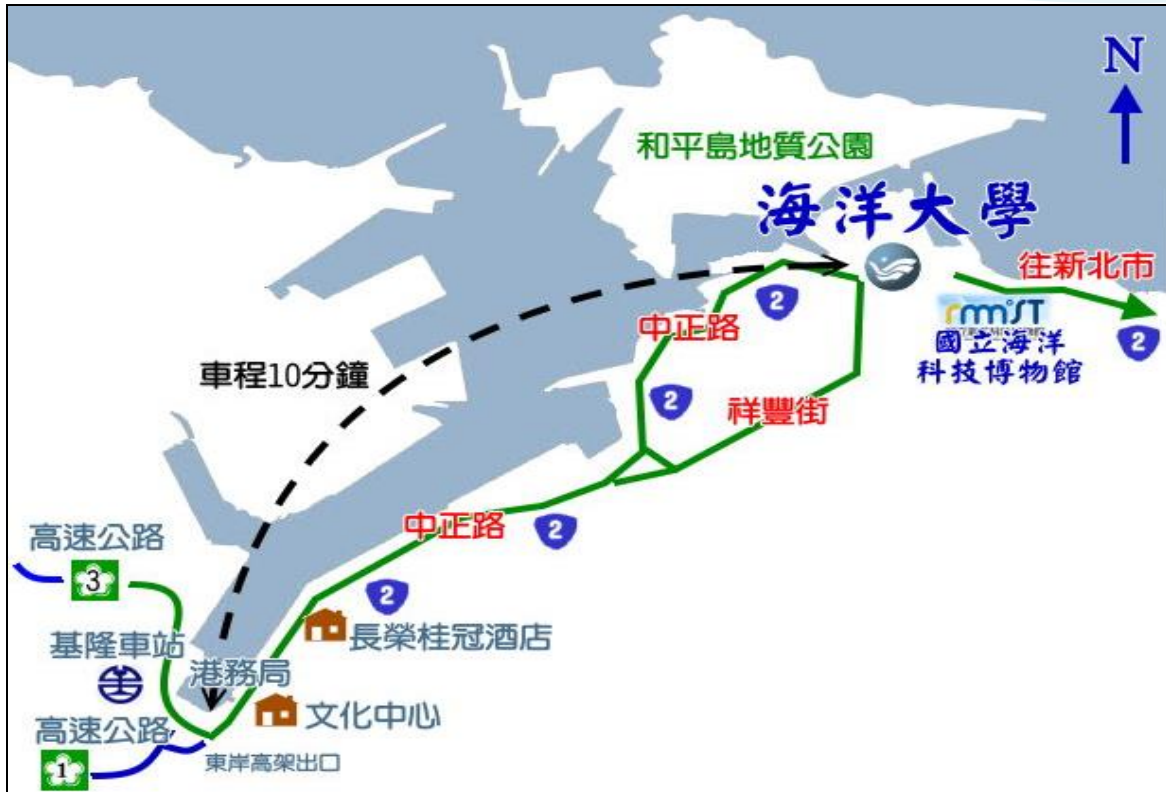 N
和平島地質公園
海洋大學
往新北市
2
2
中正路
國立海洋
科技博物館
車程10分鐘
2
祥豐街
中正路
2
高速公路
3
2
長榮桂冠酒店
基隆車站
港務局
文化中心
高速公路
1
東岸高架出口